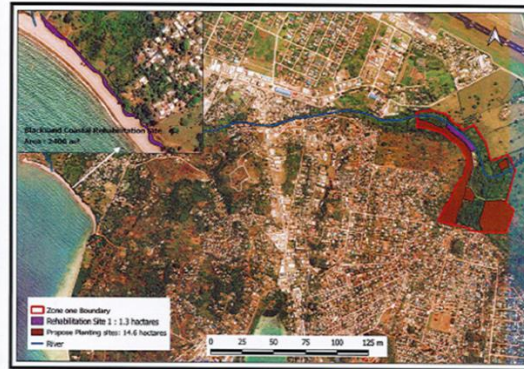 Blacksand Coastal Rehabilitation Site
Area : 2400 m²
Zone one Boundary
Rehabilitation Site 1 : 1.3 hactares
Propose Planting sites: 14.6 hactares
River
0 25 50 75 100 125 m